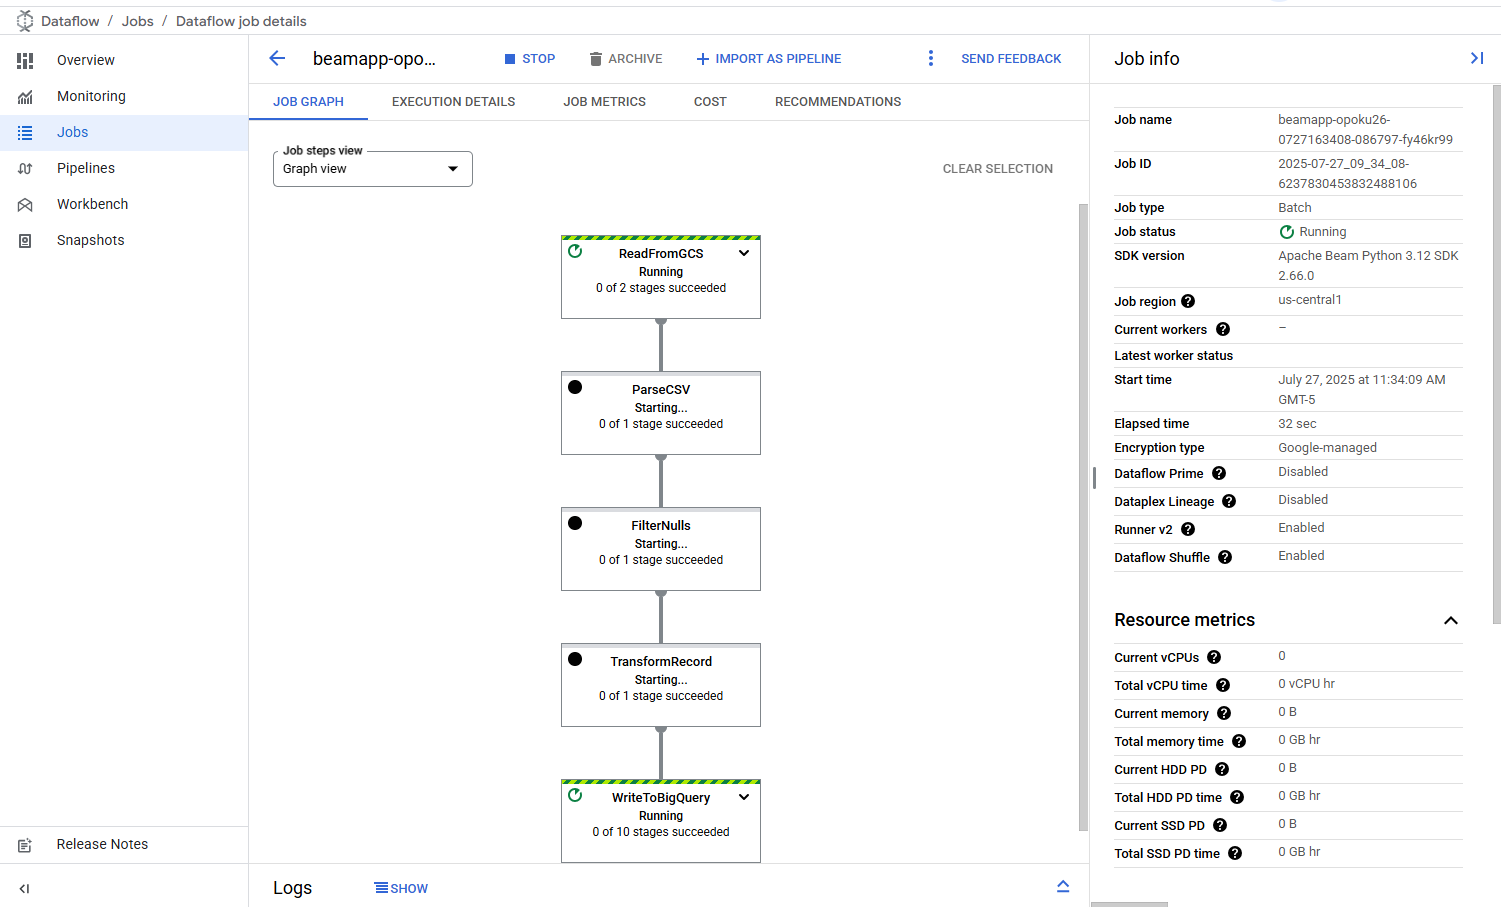 Dataflow / Jobs / Dataflow job details
Overview
Monitoring
Jobs
Pipelines
Workbench
Snapshots
Release Notes
beamapp-opo...
STOP
ARCHIVE
IMPORT AS PIPELINE
SEND FEEDBACK
JOB GRAPH
EXECUTION DETAILS
JOB METRICS
COST
RECOMMENDATIONS
Job steps view
Graph view
CLEAR SELECTION
ReadFromGCS
Running
0 of 2 stages succeeded
ParseCSV
Starting...
0 of 1 stage succeeded
FilterNulls
Starting...
0 of 1 stage succeeded
TransformRecord
Starting...
0 of 1 stage succeeded
WriteToBigQuery
Running
0 of 10 stages succeeded
Logs
SHOW
Job info
Job name beamapp-opoku26-
0727163408-086797-fy46kr99
Job ID 2025-07-27_09_34_08-
6237830453832488106
Job type Batch
Job status Running
SDK version Apache Beam Python 3.12 SDK
2.66.0
Job region ? us-central1
Current workers ? –
Latest worker status
Start time July 27, 2025 at 11:34:09 AM
GMT-5
Elapsed time 32 sec
Encryption type Google-managed
Dataflow Prime ? Disabled
Dataplex Lineage ? Disabled
Runner v2 ? Enabled
Dataflow Shuffle ? Enabled
Resource metrics
Current vCPUs ? 0
Total vCPU time ? 0 vCPU hr
Current memory ? 0 B
Total memory time ? 0 GB hr
Current HDD PD ? 0 B
Total HDD PD time ? 0 GB hr
Current SSD PD ? 0 B
Total SSD PD time ? 0 GB hr